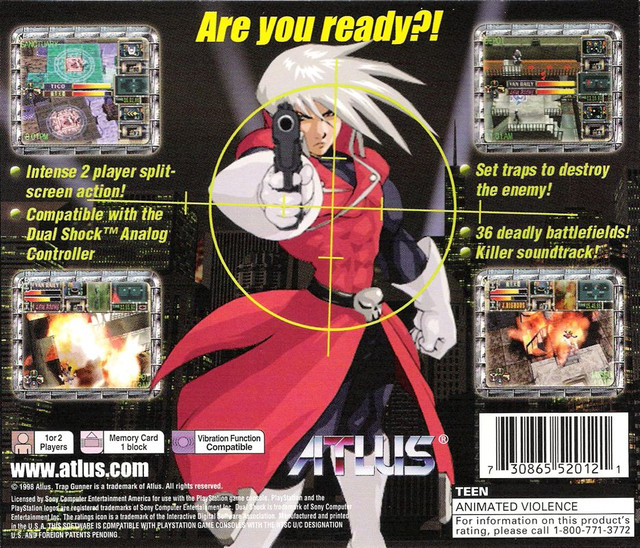 Are you ready?!
SANCTUARY
TICO
• Intense 2 player split-
screen action!
• Compatible with the
Dual Shock™ Analog
Controller
IVAN DAILY
• Set traps to destroy
the enemy!
• 36 deadly battlefields!
• Killer soundtrack!
1 or 2
Players
Memory Card
1 block
Vibration Function
Compatible
ATLUS®
www.atlus.com
© 1998 Atlus. Trap Gunner is a trademark of Atlus. All rights reserved.
Licensed by Sony Computer Entertainment America for use with the PlayStation game console. PlayStation and the
PlayStation logos are registered trademarks of Sony Computer Entertainment Inc. Dual Shock is a trademark of Sony Computer
Entertainment Inc. The ratings icon is a trademark of the Interactive Digital Software Association. Manufactured and printed
in the U.S.A. THIS SOFTWARE IS COMPATIBLE WITH PLAYSTATION GAME CONSOLES WITH THE NTSC U/C DESIGNATION
U.S. AND FOREIGN PATENTS PENDING.
7 30865 52012 1
TEEN
ANIMATED VIOLENCE
For information on this product's
rating, please call 1-800-771-3772